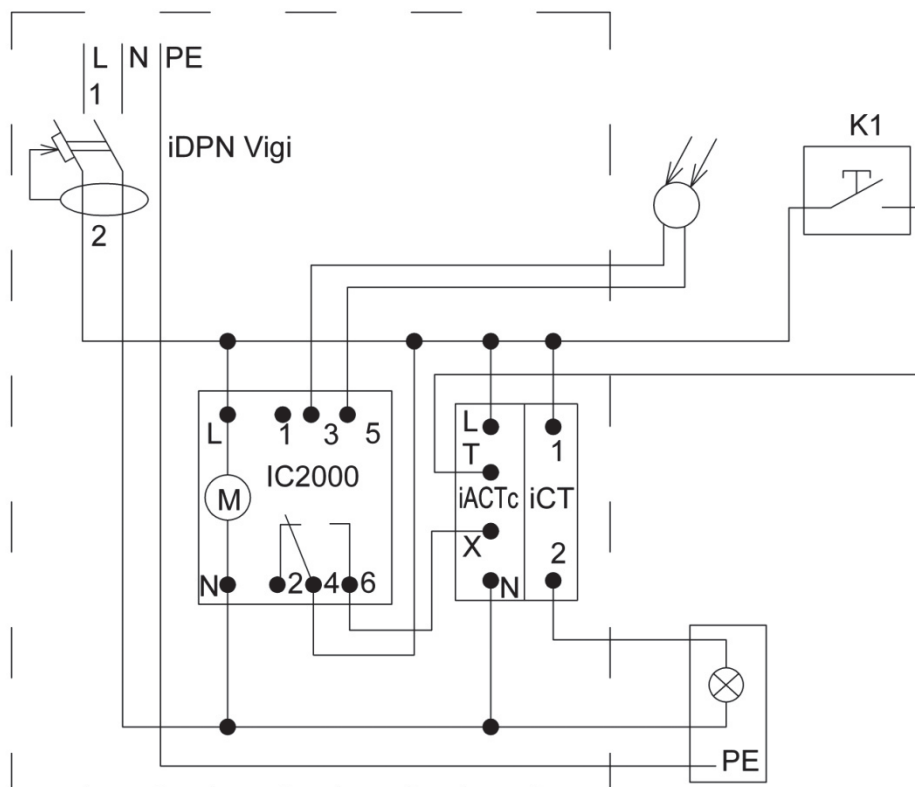 L N PE
1
iDPN Vigi
2
K1
L 1 3 5
IC2000
M
N 2 4 6
L
T
iACTc
X
N
1
iCT
2
PE